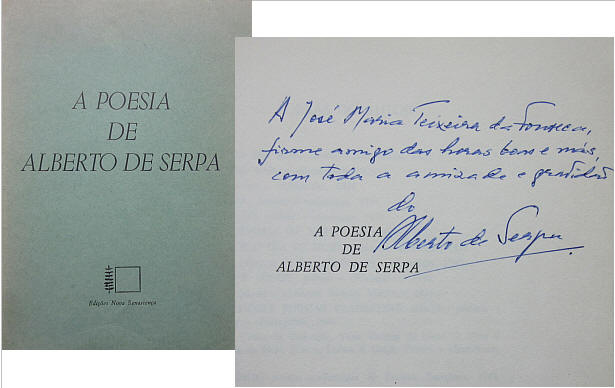 A POESIA
DE
ALBERTO DE SERPA
Edições Nova Renascença
A José Maria Teixeira da Fonseca,
firme amigo das horas boas e más,
com toda a amizade e gratidão
do
Alberto de Serpa.
A POESIA
DE
ALBERTO DE SERPA